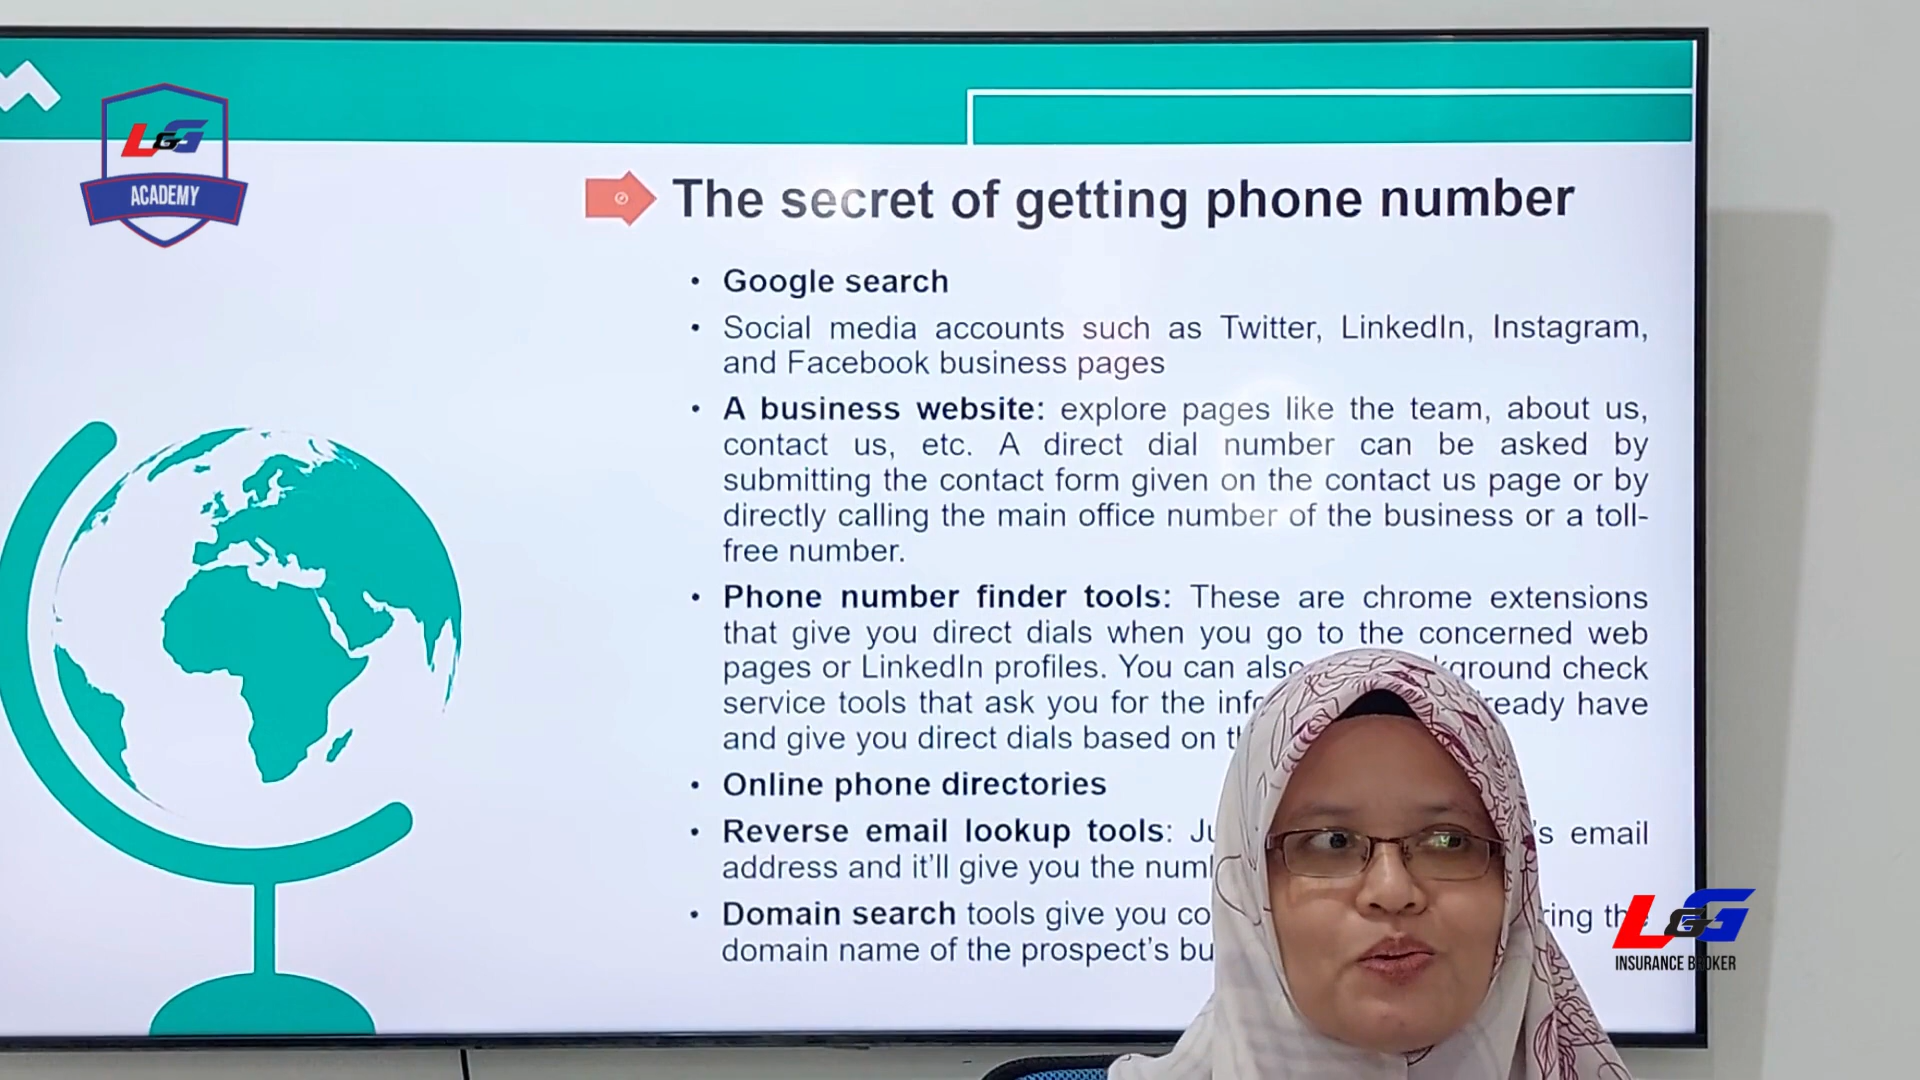 L&G
ACADEMY
The secret of getting phone number
• Google search
• Social media accounts such as Twitter, LinkedIn, Instagram,
and Facebook business pages
• A business website: explore pages like the team, about us,
contact us, etc. A direct dial number can be asked by
submitting the contact form given on the contact us page or by
directly calling the main office number of the business or a toll-
free number.
• Phone number finder tools: These are chrome extensions
that give you direct dials when you go to the concerned web
pages or LinkedIn profiles. You can also check
service tools that ask you for the have
and give you direct dials based on
• Online phone directories
• Reverse email lookup tools: email
address and it'll give you the
• Domain search tools give you the
domain name of the prospect's
L&G
INSURANCE BROKER